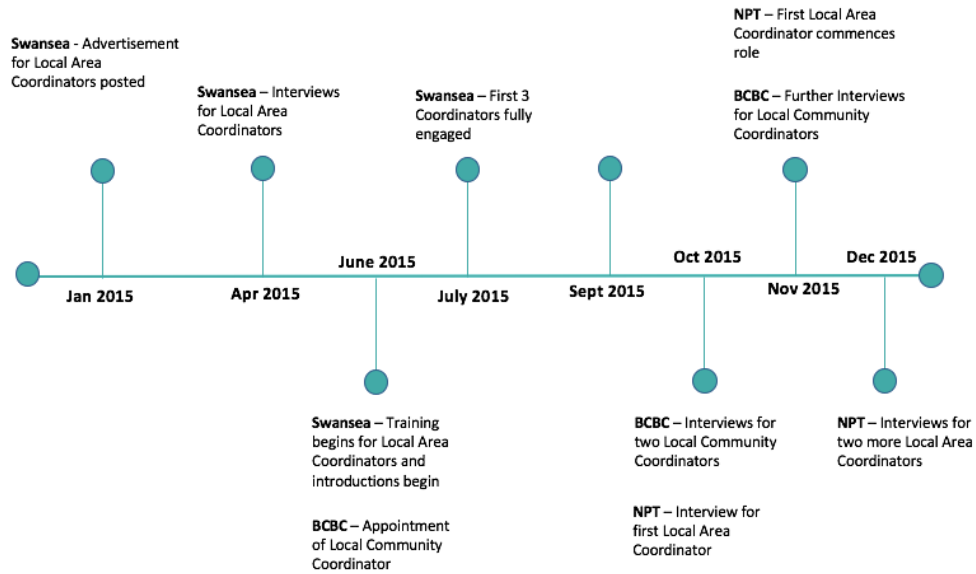 Swansea - Advertisement
for Local Area
Coordinators posted
Swansea – Interviews
for Local Area
Coordinators
Swansea – First 3
Coordinators fully
engaged
NPT – First Local Area
Coordinator commences
role
BCBC – Further Interviews
for Local Community
Coordinators
Jan 2015
Apr 2015
June 2015
July 2015
Sept 2015
Oct 2015
Nov 2015
Dec 2015
Swansea – Training
begins for Local Area
Coordinators and
introductions begin
BCBC – Appointment
of Local Community
Coordinator
BCBC – Interviews for
two Local Community
Coordinators
NPT – Interview for
first Local Area
Coordinator
NPT – Interviews for
two more Local Area
Coordinators